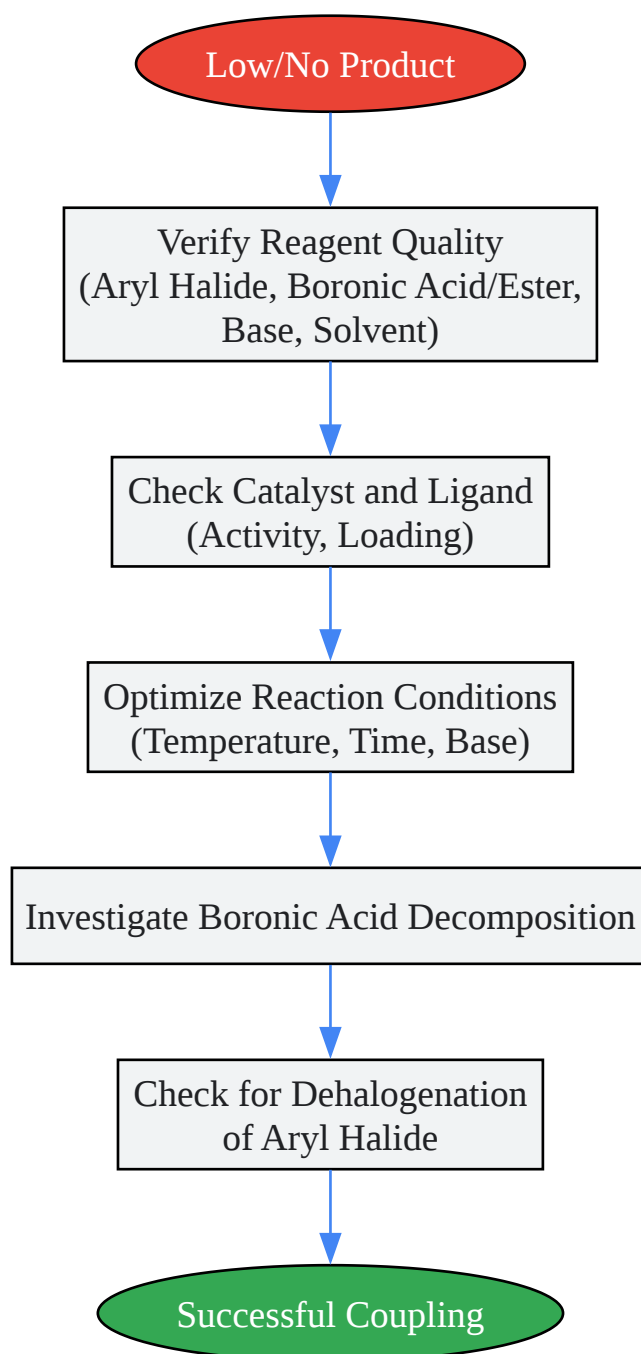 Low/No Product
Verify Reagent Quality
(Aryl Halide, Boronic Acid/Ester,
Base, Solvent)
Check Catalyst and Ligand
(Activity, Loading)
Optimize Reaction Conditions
(Temperature, Time, Base)
Investigate Boronic Acid Decomposition
Check for Dehalogenation
of Aryl Halide
Successful Coupling